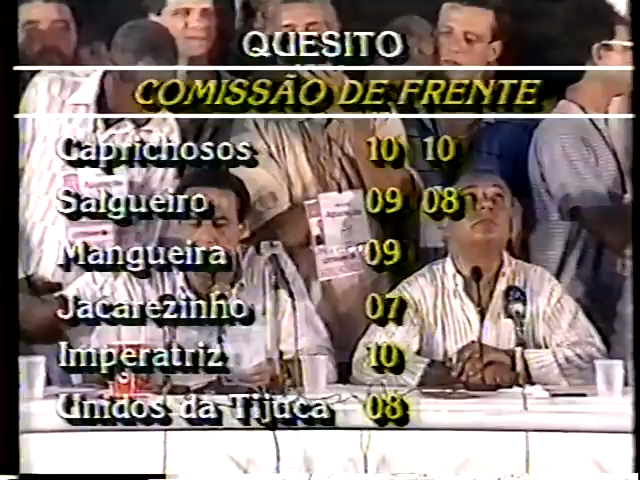 QUESITO
COMISSÃO DE FRENTE
Caprichosos 10 10
Salgueiro 09 08
Mangueira 09
Jacarezinho 07
Imperatriz 10
Unidos da Tijuca 08
Apuração